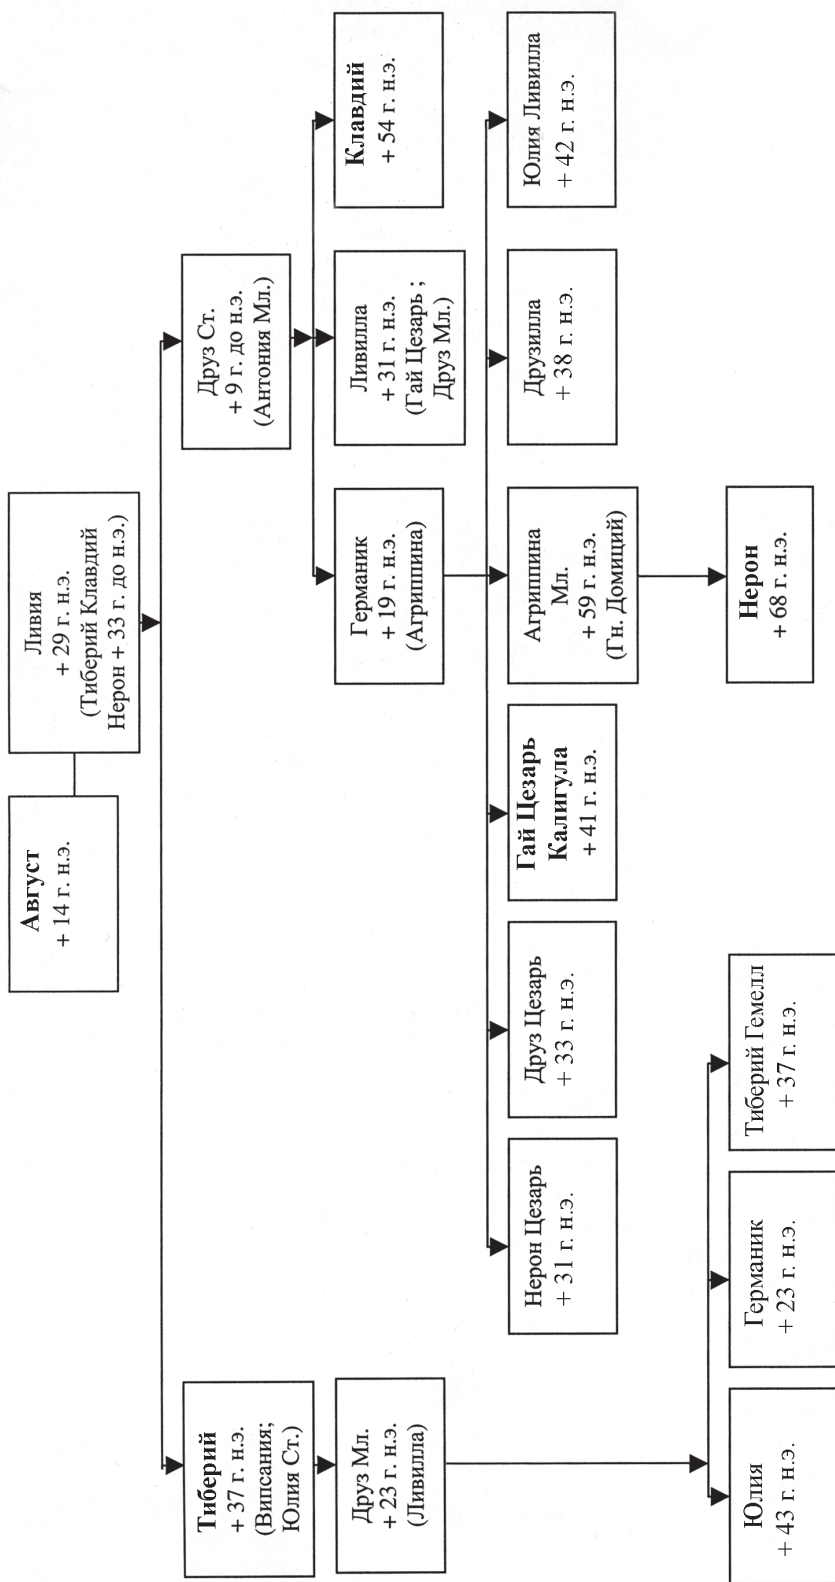 Август
+ 14 г. н.э.
Ливия
+ 29 г. н.э.
(Тиберий Клавдий
Нерон + 33 г. до н.э.)
Тиберий
+ 37 г. н.э.
(Випсания;
Юлия Ст.)
Друз Ст.
+ 9 г. до н.э.
(Антония Мл.)
Друз Мл.
+ 23 г. н.э.
(Ливилла)
Германик
+ 19 г. н.э.
(Агриппина)
Ливилла
+ 31 г. н.э.
(Гай Цезарь ;
Друз Мл.)
Клавдий
+ 54 г. н.э.
Нерон Цезарь
+ 31 г. н.э.
Друз Цезарь
+ 33 г. н.э.
Гай Цезарь
Калигула
+ 41 г. н.э.
Агриппина
Мл.
+ 59 г. н.э.
(Гн. Домиций)
Друзилла
+ 38 г. н.э.
Юлия Ливилла
+ 42 г. н.э.
Юлия
+ 43 г. н.э.
Германик
+ 23 г. н.э.
Тиберий Гемелл
+ 37 г. н.э.
Нерон
+ 68 г. н.э.